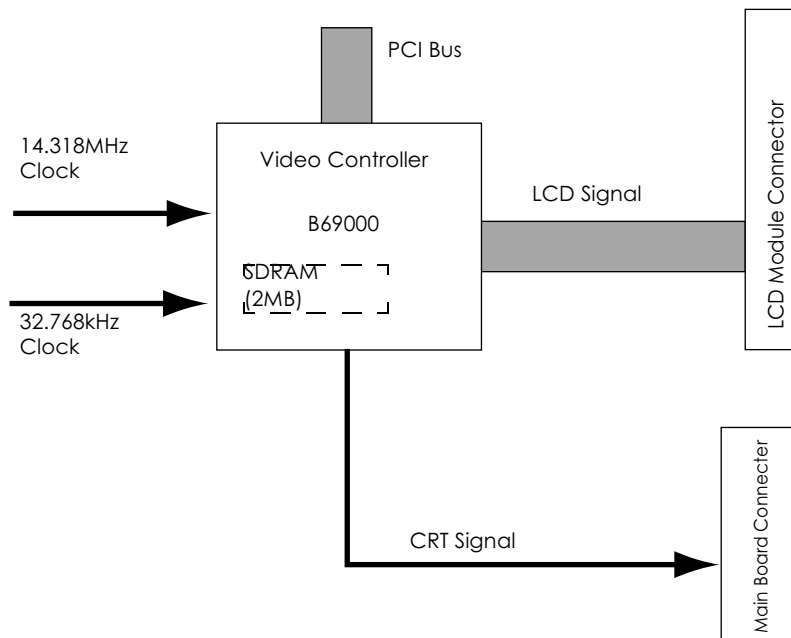 PCI Bus
14.318MHz
Clock
Video Controller
B69000
SDRAM
(2MB)
32.768kHz
Clock
LCD Signal
LCD Module Connector
CRT Signal
Main Board Connecter